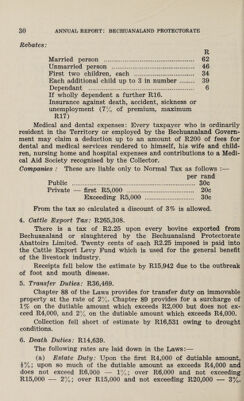 30 ANNUAL REPORT: BECHUANALAND PROTECTORATE
Rebates:
R
Married person ........................................ 62
Unmarried person ........................................ 46
First two children, each ................................ 34
Each additional child up to 3 in number ........ 39
Dependant ........................................ 6
If wholly dependent a further R16.
Insurance against death, accident, sickness or
unemployment (7½% of premium, maximum
R17)
Medical and dental expenses: Every taxpayer who is ordinarily
resident in the Territory or employed by the Bechuanaland Govern-
ment may claim a deduction up to an amount of R200 of fees for
dental and medical services rendered to himself, his wife and child-
ren, nursing home and hospital expenses and contributions to a Medi-
cal Aid Society recognised by the Collector.
Companies : These are liable only to Normal Tax as follows :—
per rand
Public ........................................ 30c
Private — first R5,000 ........................ 20c
Exceeding R5,000 ........................ 30c
From the tax so calculated a discount of 3% is allowed.
4. Cattle Export Tax: R265,308.
There is a tax of R2.25 upon every bovine exported from
Bechuanaland or slaughtered by the Bechuanaland Protectorate
Abattoirs Limited. Twenty cents of each R2.25 imposed is paid into
the Cattle Export Levy Fund which is used for the general benefit
of the livestock industry.
Receipts fell below the estimate by R15,942 due to the outbreak
of foot and mouth disease.
5. Transfer Duties: R36,469.
Chapter 88 of the Laws provides for transfer duty on immovable
property at the rate of 2%. Chapter 89 provides for a surcharge of
1% on the dutiable amount which exceeds R2,000 but does not ex-
ceed R4,000, and 2% on the dutiable amount which exceeds R4,000.
Collection fell short of estimate by R16,531 owing to drought
conditions.
6. Death Duties: R14,639.
The following rates are laid down in the Laws:—
(a) Estate Duty: Upon the first R4,000 of dutiable amount,
½%; upon so much of the dutiable amount as exceeds R4,000 and
does not exceed R6,000 — 1%; over R6,000 and not exceeding
R15,000 — 2%; over R15,000 and not exceeding R20,000 — 3%